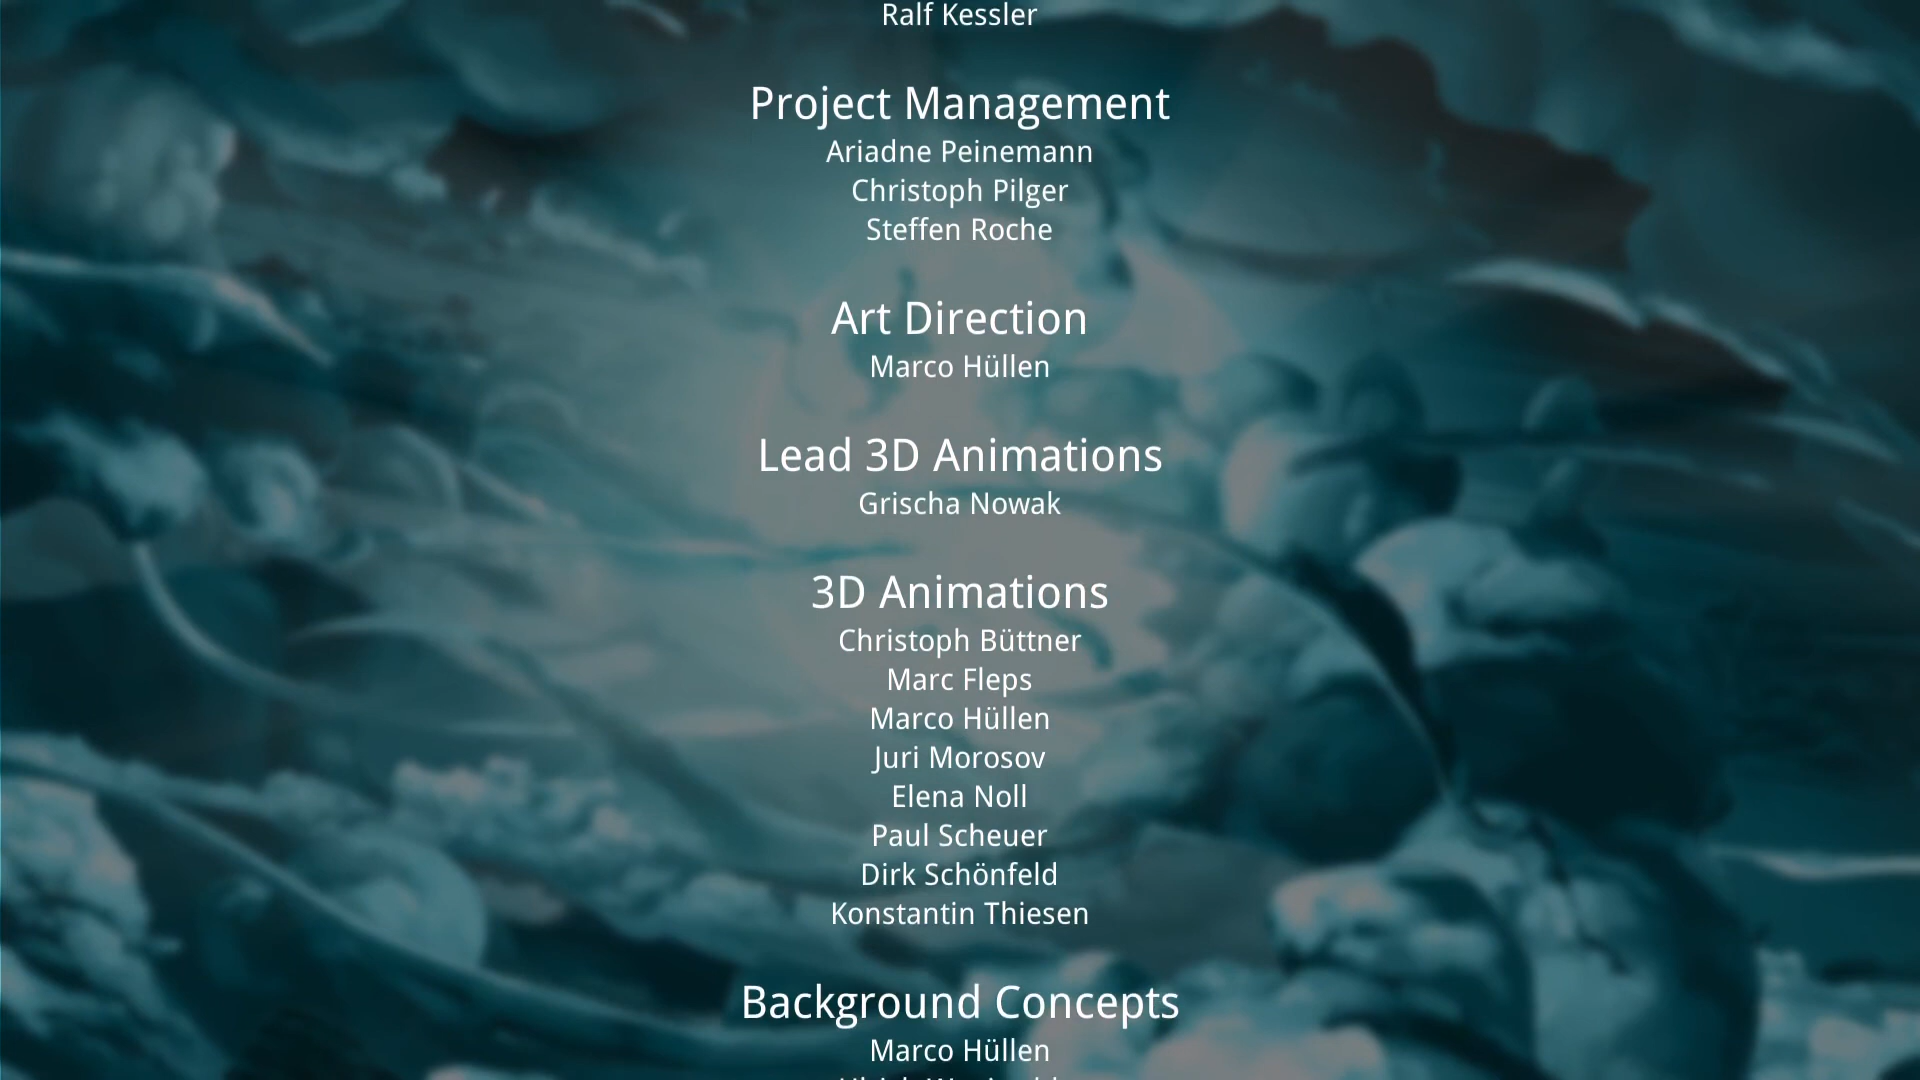 Ralf Kessler
Project Management
Ariadne Peinemann
Christoph Pilger
Steffen Roche
Art Direction
Marco Hüllen
Lead 3D Animations
Grischa Nowak
3D Animations
Christoph Büttner
Marc Fleps
Marco Hüllen
Juri Morosov
Elena Noll
Paul Scheuer
Dirk Schönfeld
Konstantin Thiesen
Background Concepts
Marco Hüllen